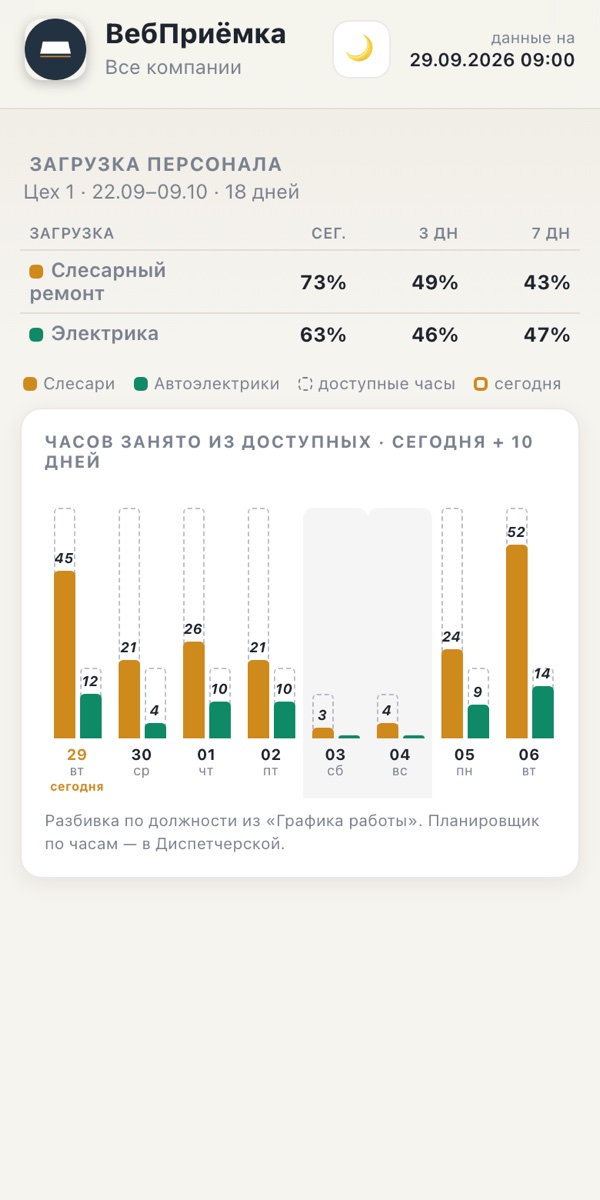 ВебПриёмка
Все компании
данные на
29.09.2026 09:00
ЗАГРУЗКА ПЕРСОНАЛА
Цех 1 · 22.09–09.10 · 18 дней
ЗАГРУЗКА СЕГ. 3 ДН 7 ДН
Слесарный ремонт 73% 49% 43%
Электрика 63% 46% 47%
Слесари Автоэлектрики доступные часы сегодня
ЧАСОВ ЗАНЯТО ИЗ ДОСТУПНЫХ · СЕГОДНЯ + 10
ДНЕЙ
45 12 21 4 26 10 21 10 3 4 24 9 52 14
29 30 01 02 03 04 05 06
вт ср чт пт сб вс пн вт
сегодня
Разбивка по должности из «Графика работы». Планировщик
по часам — в Диспетчерской.